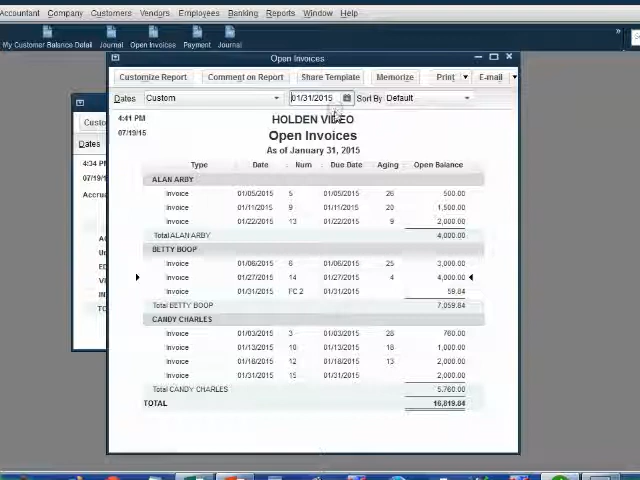 Accountant Company Customers Vendors Employees Banking Reports Window Help
My Customer Balance Detail Journal Open Invoices Payment Journal
Open Invoices
Customize Report Comment on Report Share Template Memorize Print E-mail
Dates Custom 01/31/2015 Sort By Default
4:41 PM
07/19/15
HOLDEN VIDEO
Open Invoices
As of January 31, 2015
Type Date Num Due Date Aging Open Balance
ALAN ARBY
Invoice 01/05/2015 5 01/05/2015 26 500.00
Invoice 01/11/2015 9 01/11/2015 20 1,500.00
Invoice 01/22/2015 13 01/22/2015 9 2,000.00
Total ALAN ARBY 4,000.00
BETTY BOOP
Invoice 01/06/2015 6 01/06/2015 25 3,000.00
Invoice 01/27/2015 14 01/27/2015 4 4,000.00
Invoice 01/31/2015 FC 2 01/31/2015 59.84
Total BETTY BOOP 7,059.84
CANDY CHARLES
Invoice 01/03/2015 3 01/03/2015 28 760.00
Invoice 01/13/2015 10 01/13/2015 18 1,000.00
Invoice 01/18/2015 12 01/18/2015 13 2,000.00
Invoice 01/31/2015 15 01/31/2015 2,000.00
Total CANDY CHARLES 5,760.00
TOTAL 16,819.84
Dates
4:34 PM
Accrua